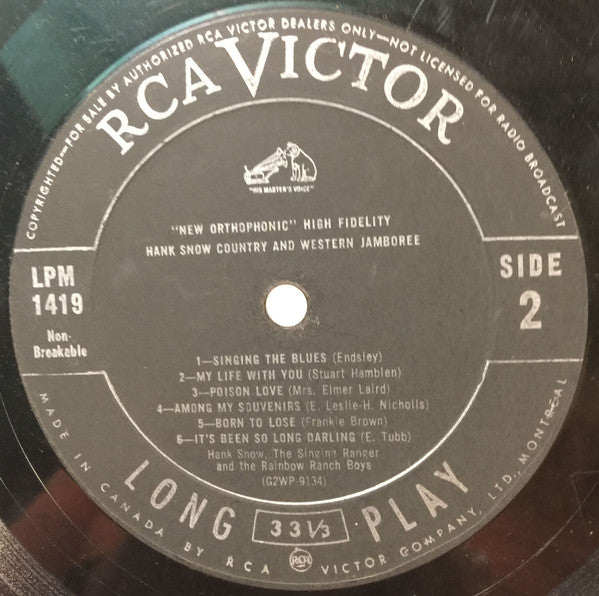 COPYRIGHTED—FOR SALE BY AUTHORIZED RCA VICTOR DEALERS ONLY—NOT LICENSED FOR RADIO BROADCAST
RCA VICTOR
"HIS MASTER'S VOICE"
"NEW ORTHOPHONIC" HIGH FIDELITY
HANK SNOW COUNTRY AND WESTERN JAMBOREE
LPM
1419
Non-
Breakable
SIDE
2
1—SINGING THE BLUES (Endsley)
2—MY LIFE WITH YOU (Stuart Hamblen)
3—POISON LOVE (Mrs. Elmer Laird)
4—AMONG MY SOUVENIRS (E. Leslie-H. Nicholls)
5—BORN TO LOSE (Frankie Brown)
6—IT'S BEEN SO LONG DARLING (E. Tubb)
Hank Snow, The Singing Ranger
and the Rainbow Ranch Boys
(G2WP-9134)
LONG 33⅓ PLAY
MADE IN CANADA BY RCA RCA VICTOR COMPANY, LTD., MONTREAL